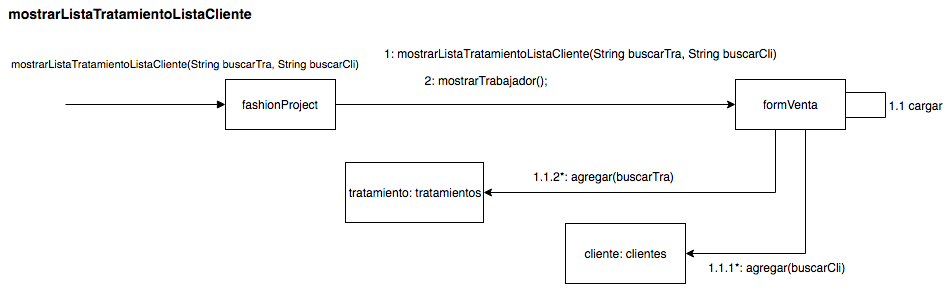 mostrarListaTratamientoListaCliente
1: mostrarListaTratamientoListaCliente(String buscarTra, String buscarCli)
mostrarListaTratamientoListaCliente(String buscarTra, String buscarCli)
2: mostrarTrabajador();
fashionProject
formVenta
1.1 cargar
1.1.2*: agregar(buscarTra)
tratamiento: tratamientos
cliente: clientes
1.1.1*: agregar(buscarCli)